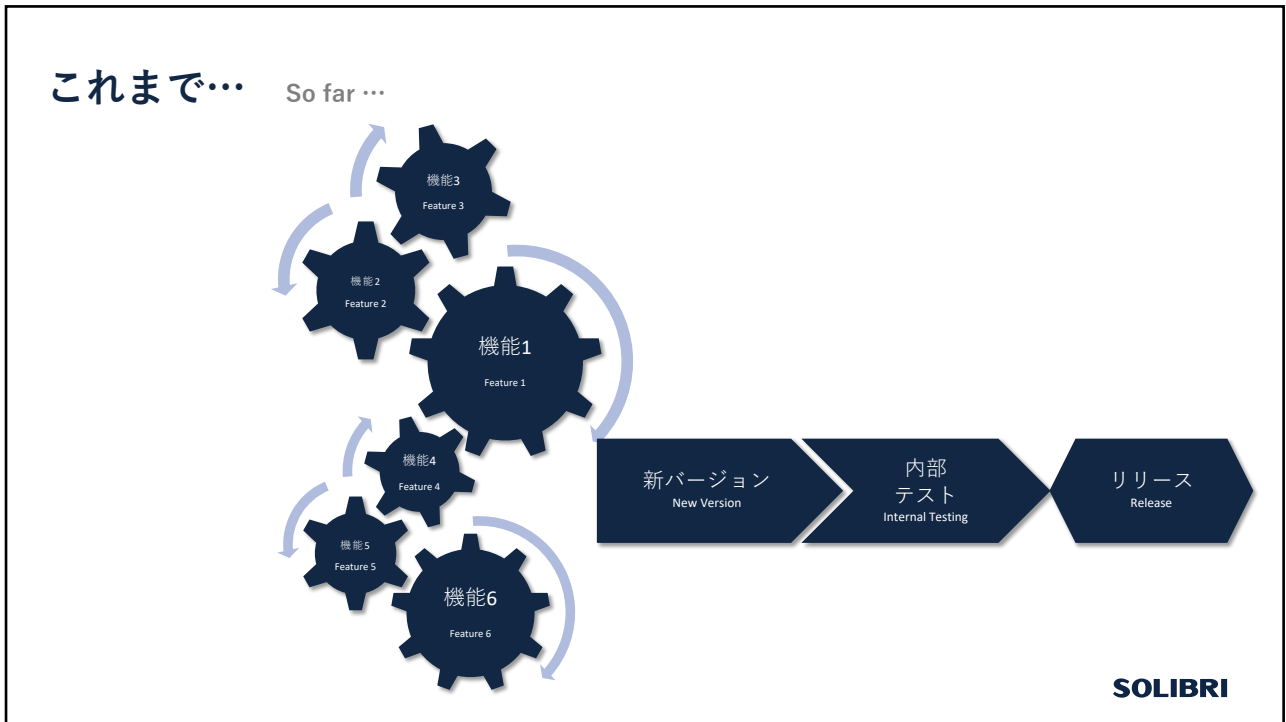 これまで… So far …
機能3
Feature 3
機能2
Feature 2
機能1
Feature 1
機能4
Feature 4
機能5
Feature 5
機能6
Feature 6
新バージョン
New Version
内部
テスト
Internal Testing
リリース
Release
SOLIBRI